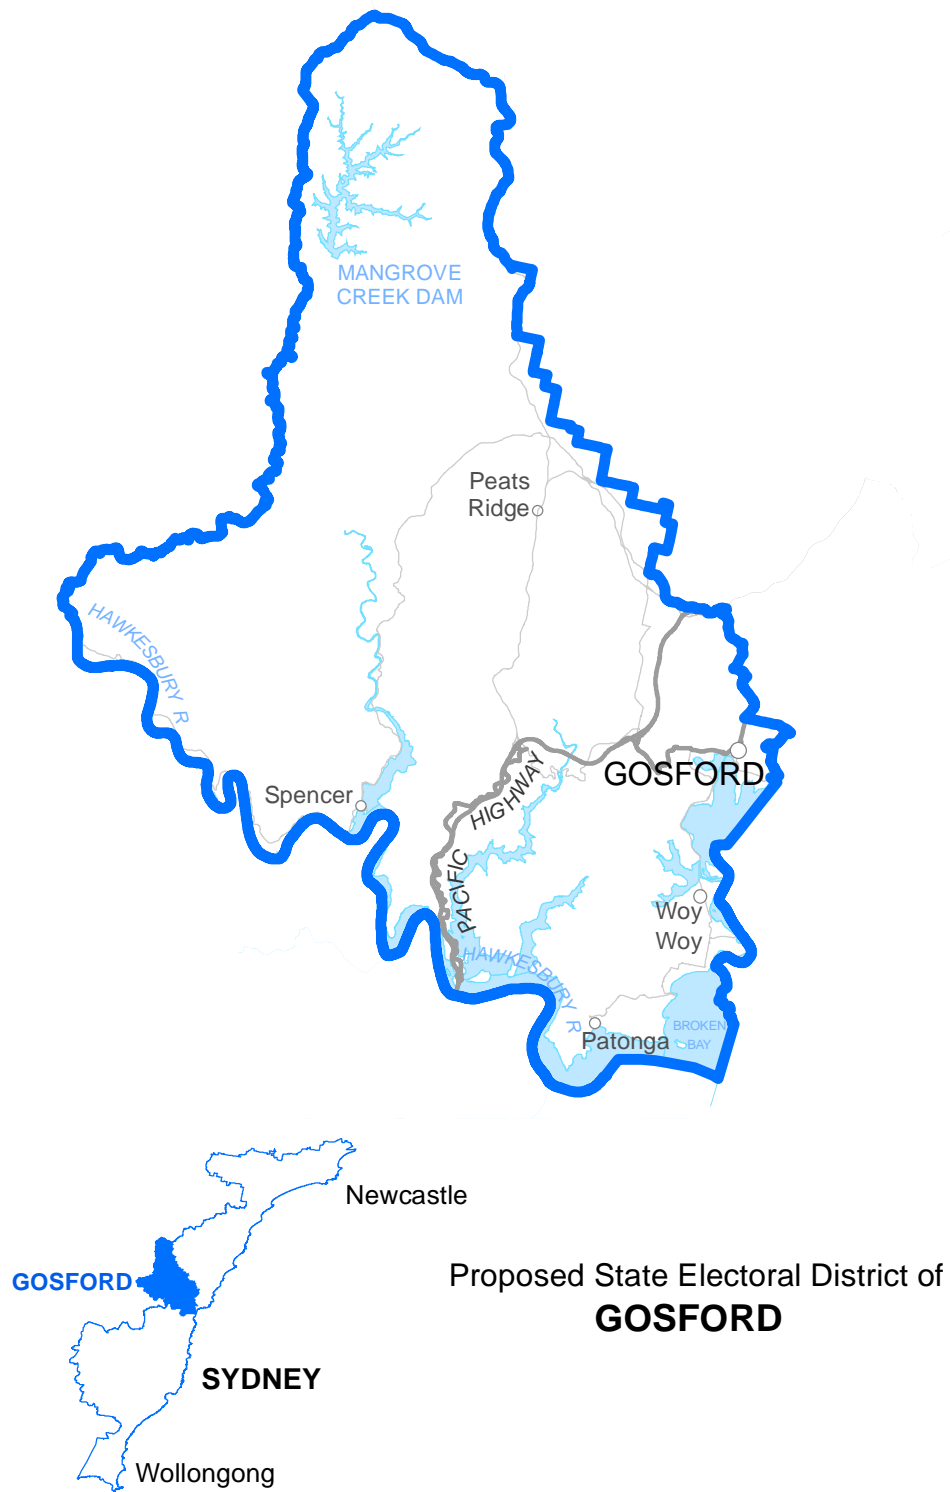 MANGROVE
CREEK DAM
Peats
Ridge
HAWKESBURY R
Spencer
GOSFORD
PACIFIC HIGHWAY
Woy
Woy
HAWKESBURY R
Patonga
BROKEN
BAY
Newcastle
GOSFORD
SYDNEY
Wollongong
Proposed State Electoral District of
GOSFORD